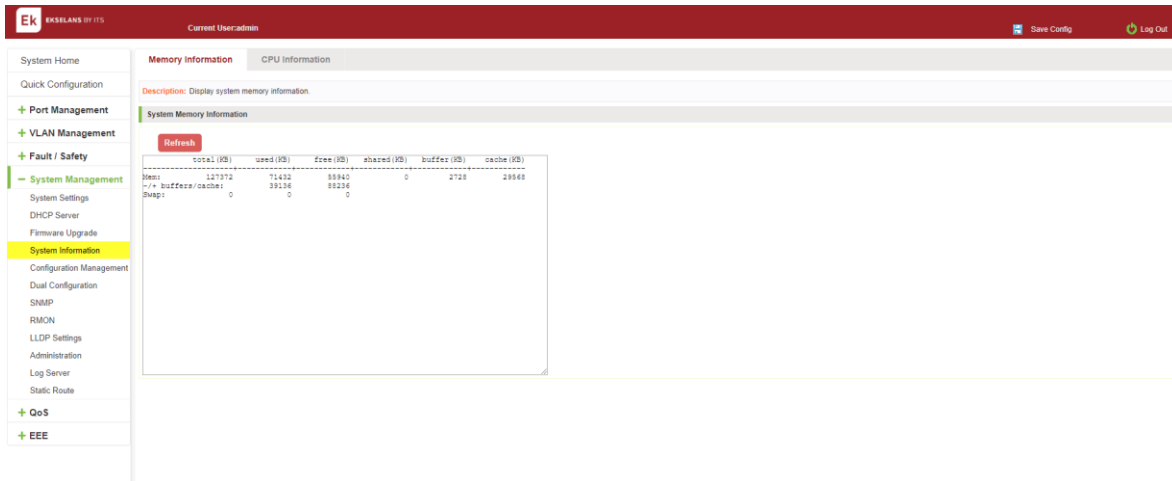 Ek EKSELANS BY ITS
Current User:admin
Save Config
Log Out
System Home
Quick Configuration
+ Port Management
+ VLAN Management
+ Fault / Safety
− System Management
System Settings
DHCP Server
Firmware Upgrade
System Information
Configuration Management
Dual Configuration
SNMP
RMON
LLDP Settings
Administration
Log Server
Static Route
+ QoS
+ EEE
Memory Information CPU Information
Description: Display system memory information.
System Memory Information
Refresh
total(KB) used(KB) free(KB) shared(KB) buffer(KB) cache(KB)
-------------------+----------+----------+----------+----------+----------
Mem: 127372 71432 55940 0 2728 29568
-/+ buffers/cache: 39136 88236
Swap: 0 0 0